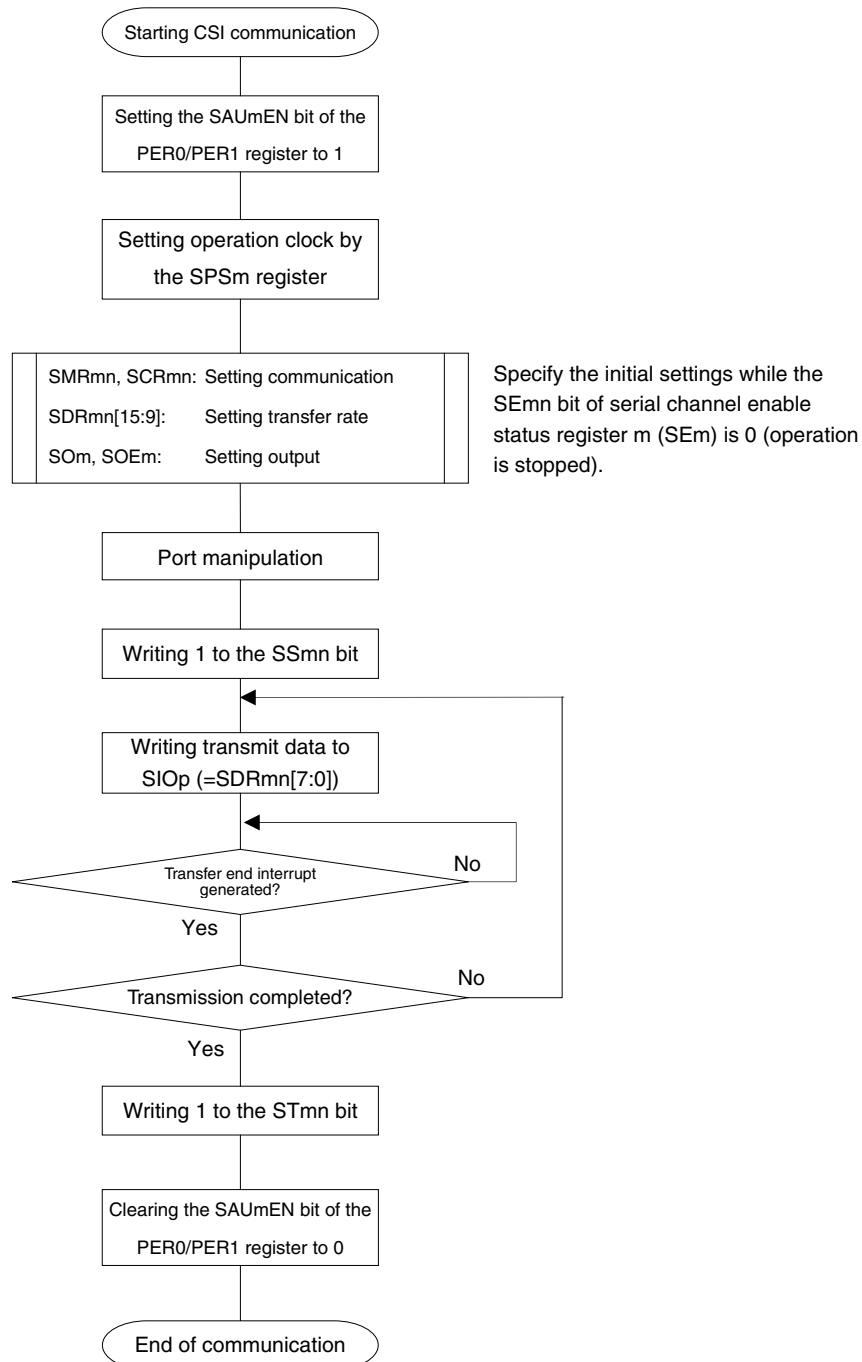 Starting CSI communication
Setting the SAUmEN bit of the
PER0/PER1 register to 1
Setting operation clock by
the SPSm register
SMRmn, SCRmn: Setting communication
SDRmn[15:9]: Setting transfer rate
SOm, SOEm: Setting output
Specify the initial settings while the
SEmn bit of serial channel enable
status register m (SEm) is 0 (operation
is stopped).
Port manipulation
Writing 1 to the SSmn bit
Writing transmit data to
SIOp (=SDRmn[7:0])
Transfer end interrupt
generated?
No
Yes
Transmission completed?
No
Yes
Writing 1 to the STmn bit
Clearing the SAUmEN bit of the
PER0/PER1 register to 0
End of communication